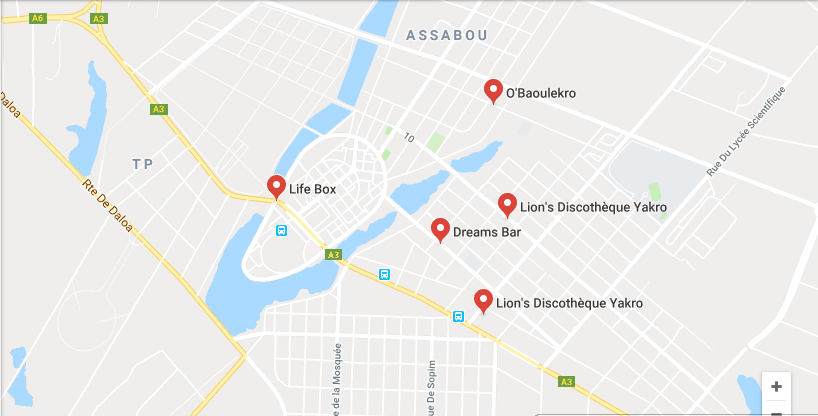 A6
A3
ASSABOU
O'Baoulekro
Daloa
A3
10
Rue Du Lycée Scientifique
TP
Life Box
Rte De Daloa
Lion's Discothèque Yakro
Dreams Bar
A3
Lion's Discothèque Yakro
e de la Mosquée
ue De Sopim
A3
+